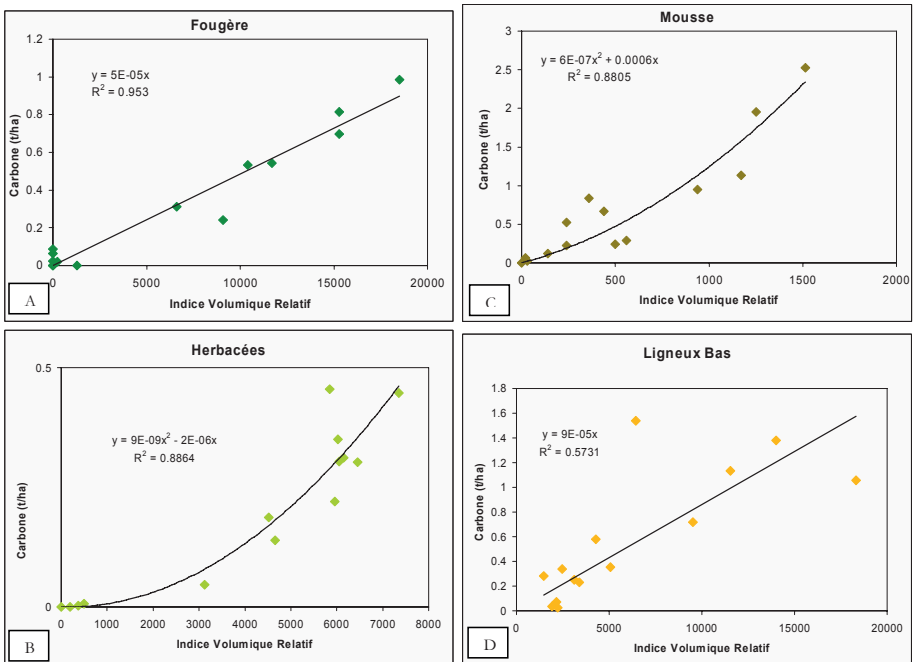 Fougère
Carbone (t/ha)
1.2
1
0.8
0.6
0.4
0.2
0
y = 5E-05x
R² = 0.953
0 5000 10000 15000 20000
Indice Volumique Relatif
A
Mousse
Carbone (t/ha)
3
2.5
2
1.5
1
0.5
0
y = 6E-07x² + 0.0006x
R² = 0.8805
0 500 1000 1500 2000
Indice Volumique Relatif
C
Herbacées
Carbone (t/ha)
0.5
0
y = 9E-09x² - 2E-06x
R² = 0.8864
0 1000 2000 3000 4000 5000 6000 7000 8000
Indice Volumique Relatif
B
Ligneux Bas
Carbone (t/ha)
1.8
1.6
1.4
1.2
1
0.8
0.6
0.4
0.2
0
y = 9E-05x
R² = 0.5731
0 5000 10000 15000 20000
Indice Volumique Relatif
D